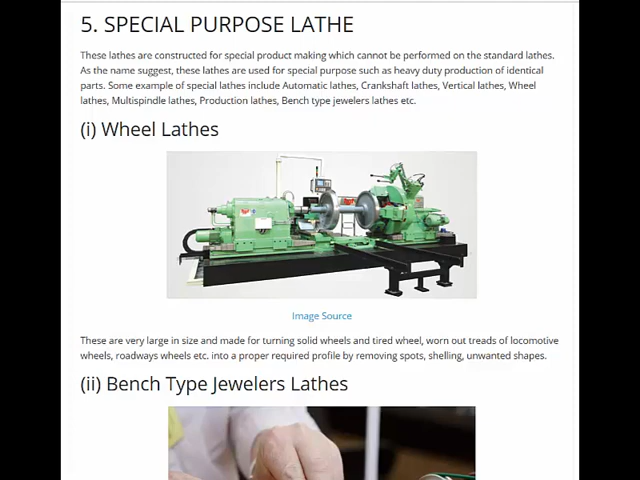 5. SPECIAL PURPOSE LATHE
These lathes are constructed for special product making which cannot be performed on the standard lathes.
As the name suggest, these lathes are used for special purpose such as heavy duty production of identical
parts. Some example of special lathes include Automatic lathes, Crankshaft lathes, Vertical lathes, Wheel
lathes, Multispindle lathes, Production lathes, Bench type jewelers lathes etc.
(i) Wheel Lathes
Image Source
These are very large in size and made for turning solid wheels and tired wheel, worn out treads of locomotive
wheels, roadways wheels etc. into a proper required profile by removing spots, shelling, unwanted shapes.
(ii) Bench Type Jewelers Lathes